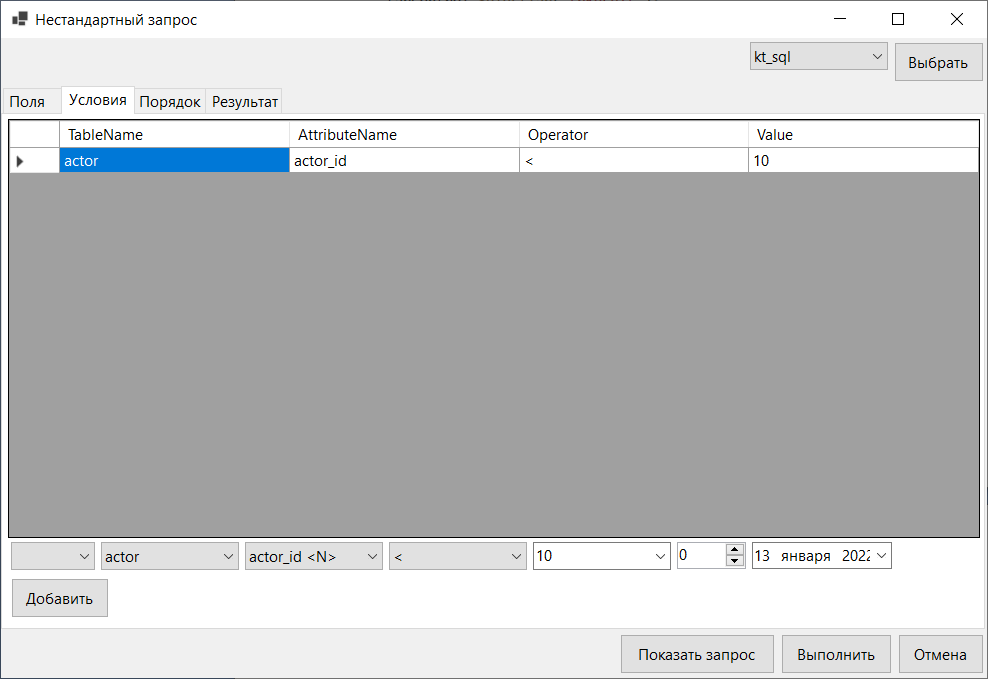 Нестандартный запрос
kt_sql
Выбрать
Поля Условия Порядок Результат
TableName AttributeName Operator Value
actor actor_id < 10
actor actor_id <N> < 10 0 13 января 2022
Добавить
Показать запрос Выполнить Отмена